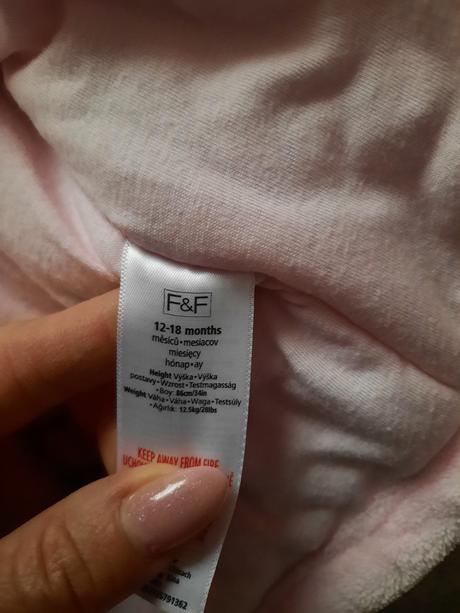 F&F
12-18 months
měsíců • mesiacov
miesięcy
hónap • ay
Height Výška • Výška
postavy • Wzrost • Testmagasság
• Boy: 86cm/34in
Weight Váha • Váha • Waga • Testsúly
• Ağırlık: 12.5kg/28lbs
KEEP AWAY FROM FIRE